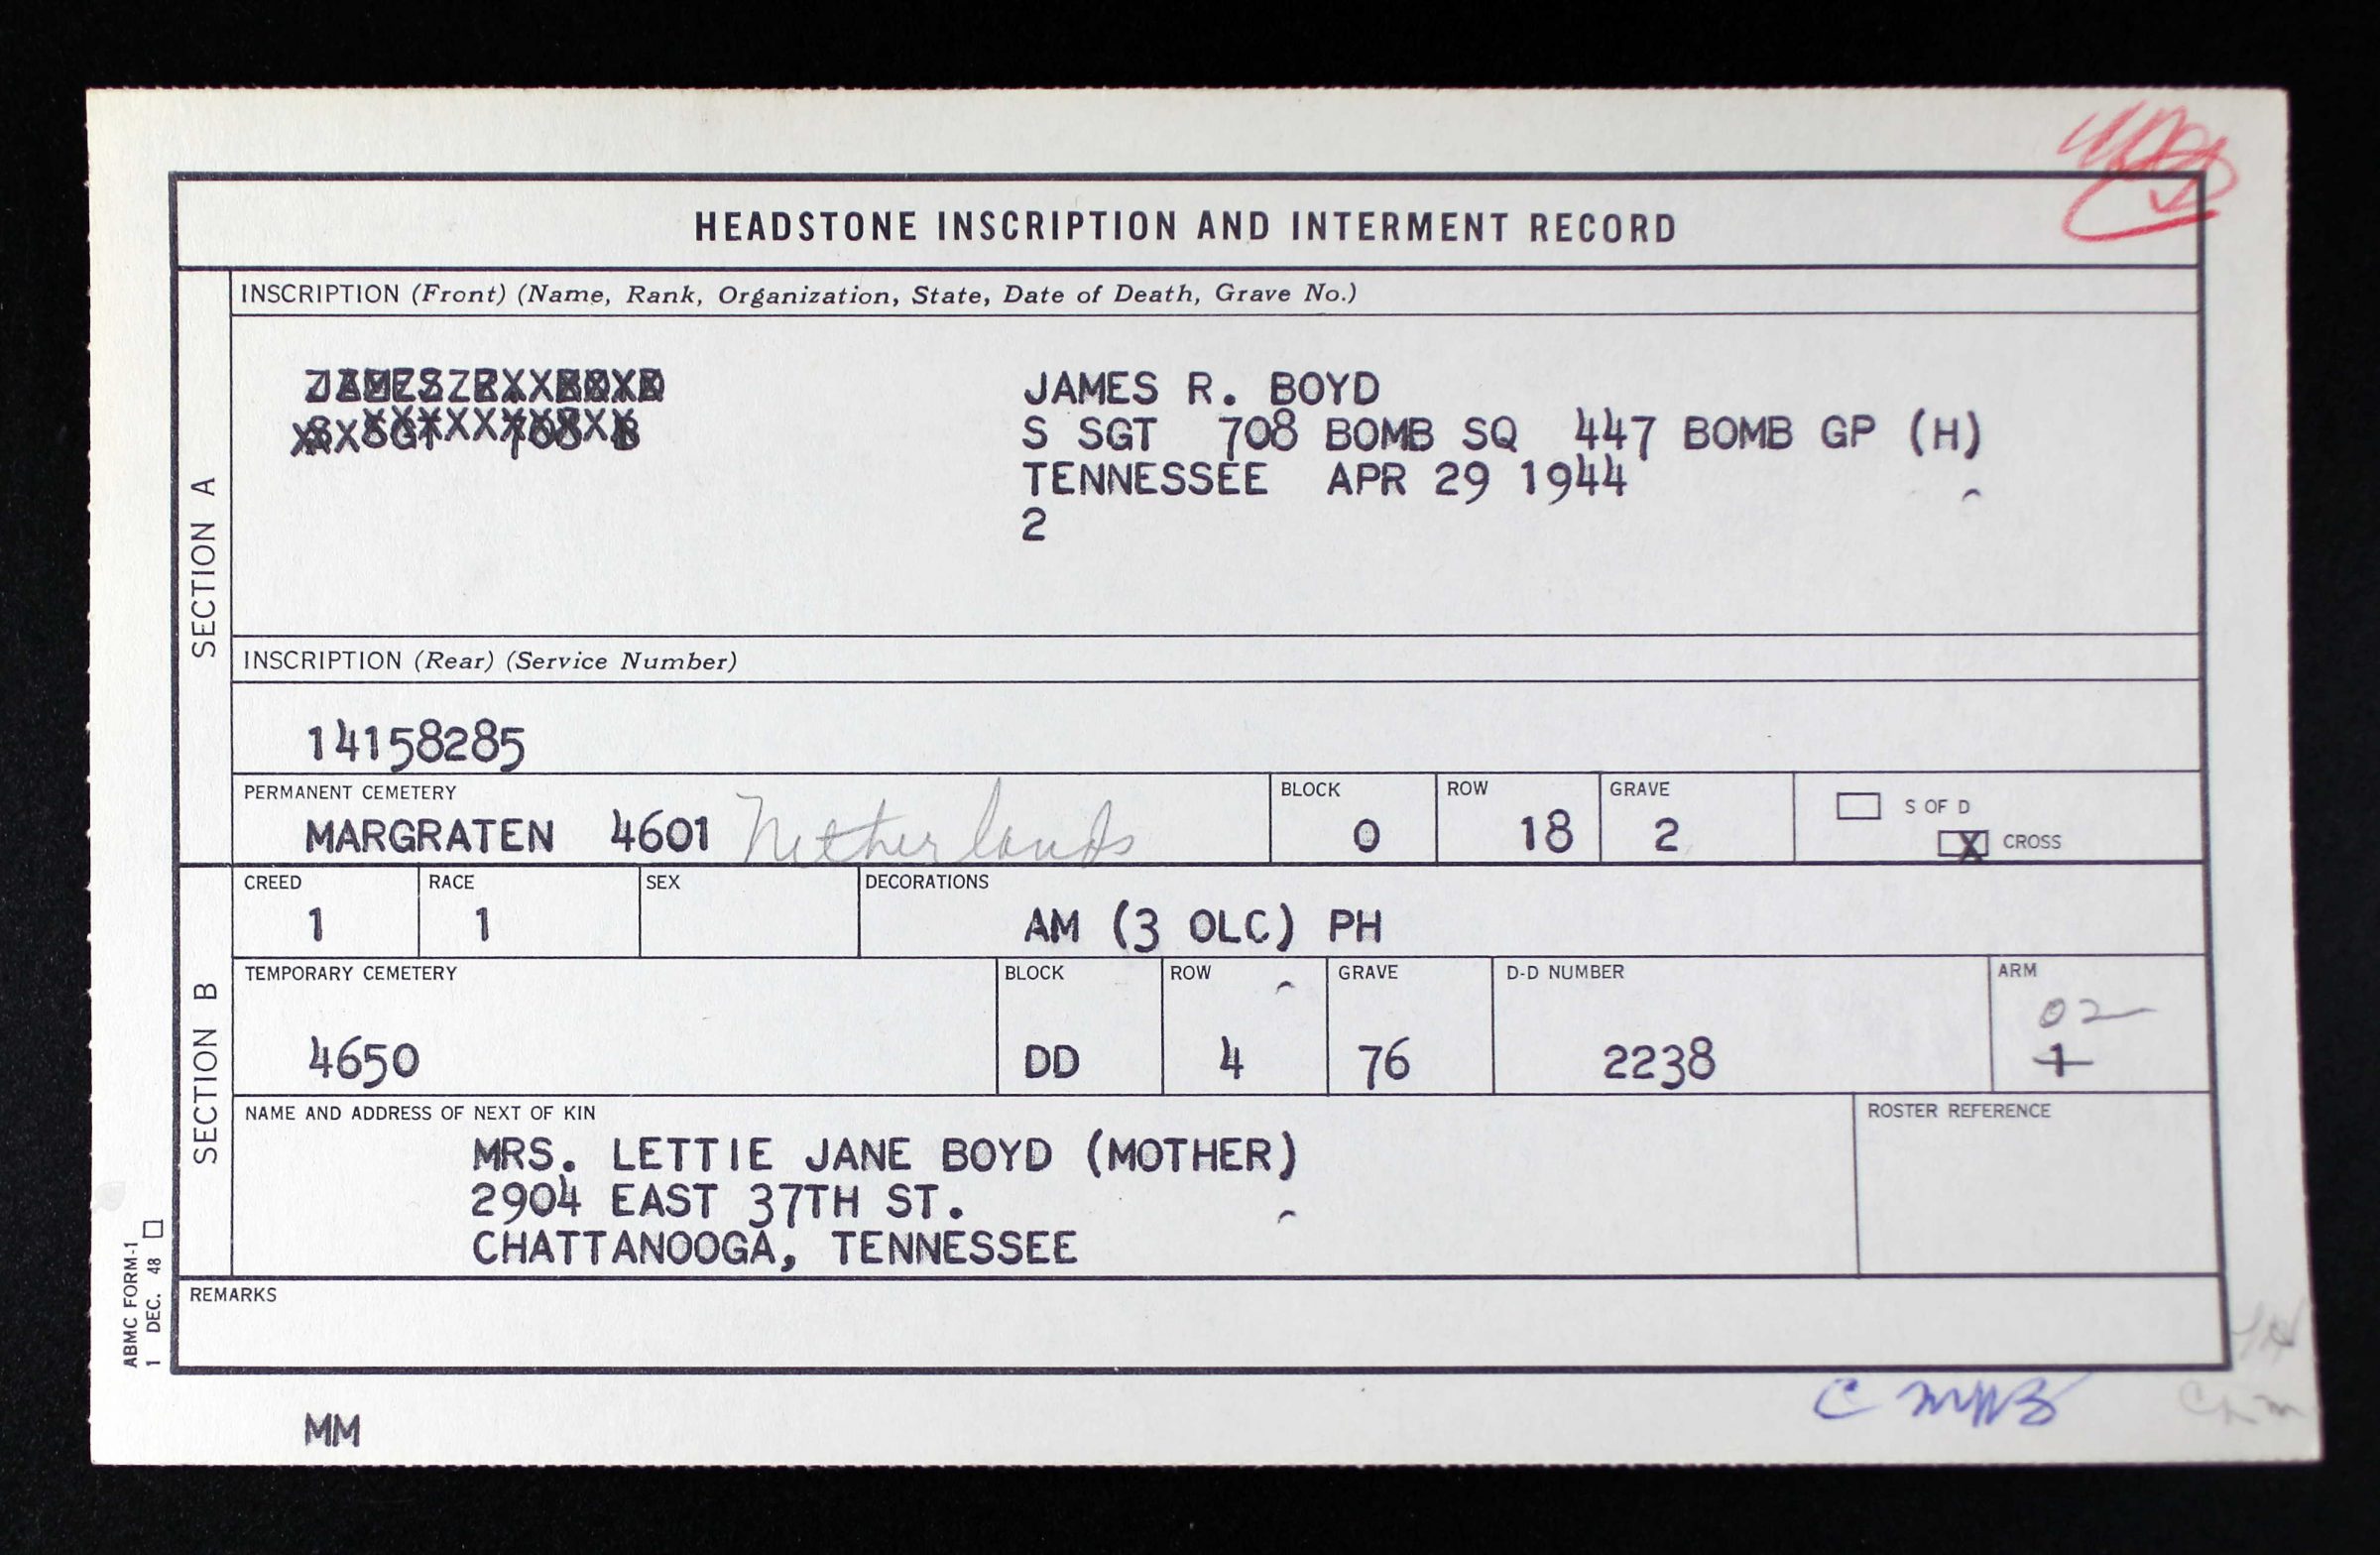 HEADSTONE INSCRIPTION AND INTERMENT RECORD
SECTION A
INSCRIPTION (Front) (Name, Rank, Organization, State, Date of Death, Grave No.)
JAMES R. BOYD
S SGT 708 BOMB SQ 447 BOMB GP (H)
TENNESSEE APR 29 1944
2
INSCRIPTION (Rear) (Service Number)
14158285
PERMANENT CEMETERY BLOCK ROW GRAVE S OF D
MARGRATEN 4601 Netherlands O 18 2 X CROSS
SECTION B
CREED RACE SEX DECORATIONS
1 1 AM (3 OLC) PH
TEMPORARY CEMETERY BLOCK ROW GRAVE D-D NUMBER ARM
02
4650 DD 4 76 2238 1
NAME AND ADDRESS OF NEXT OF KIN ROSTER REFERENCE
MRS. LETTIE JANE BOYD (MOTHER)
2904 EAST 37TH ST.
CHATTANOOGA, TENNESSEE
REMARKS
ABMC FORM-1
1 DEC. 48
MM